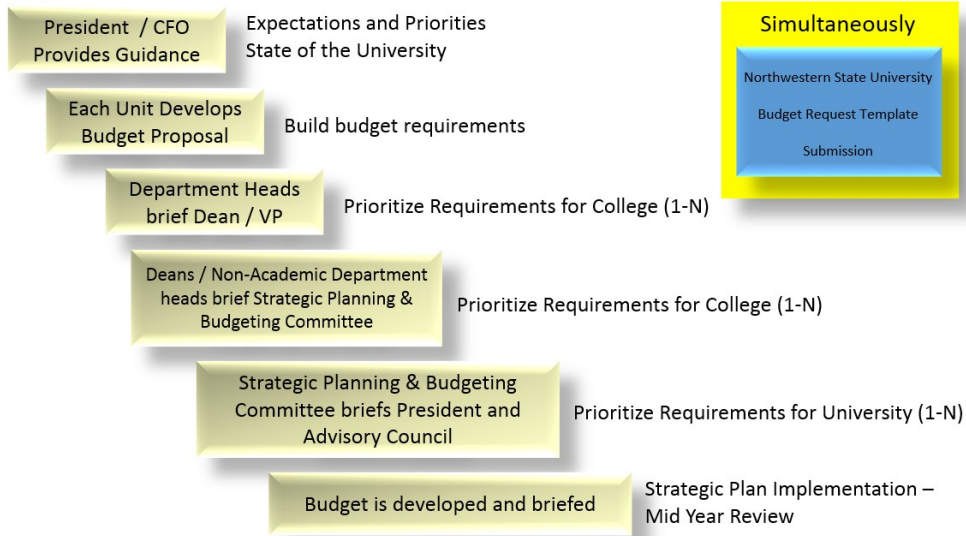 President / CFO
Provides Guidance
Expectations and Priorities
State of the University
Simultaneously
Northwestern State University
Budget Request Template
Submission
Each Unit Develops
Budget Proposal
Build budget requirements
Department Heads
brief Dean / VP
Prioritize Requirements for College (1-N)
Deans / Non-Academic Department
heads brief Strategic Planning &
Budgeting Committee
Prioritize Requirements for College (1-N)
Strategic Planning & Budgeting
Committee briefs President and
Advisory Council
Prioritize Requirements for University (1-N)
Budget is developed and briefed
Strategic Plan Implementation –
Mid Year Review